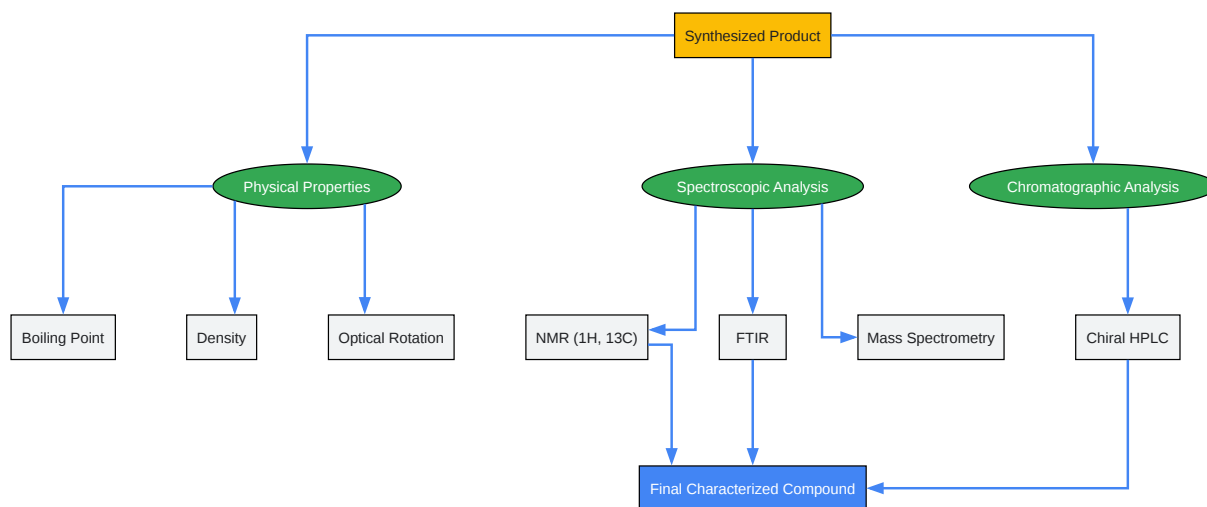 Synthesized Product
Physical Properties
Spectroscopic Analysis
Chromatographic Analysis
Boiling Point
Density
Optical Rotation
NMR (1H, 13C)
FTIR
Mass Spectrometry
Chiral HPLC
Final Characterized Compound